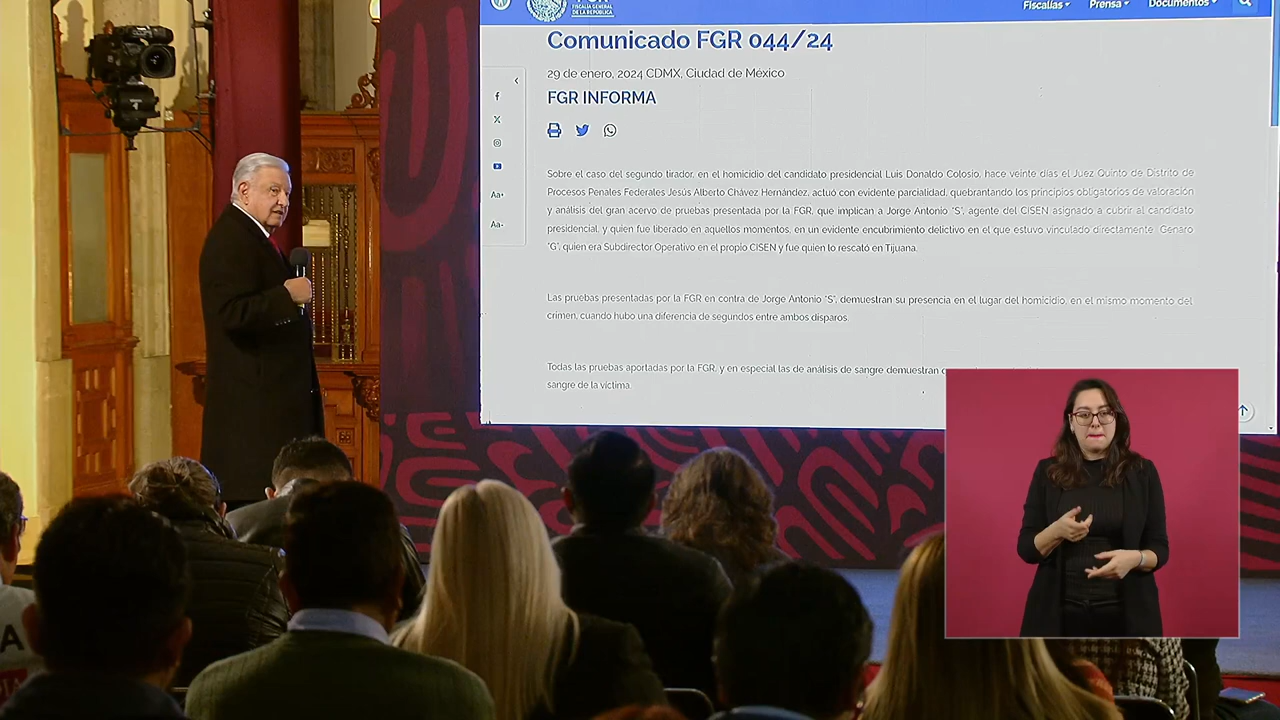 FISCALÍA GENERAL
DE LA REPÚBLICA
Fiscalías
Prensa
Documentos
Comunicado FGR 044/24
29 de enero, 2024 CDMX, Ciudad de México
FGR INFORMA
Aa+
Aa-
Sobre el caso del segundo tirador, en el homicidio del candidato presidencial Luis Donaldo Colosio, hace veinte días el Juez Quinto de Distrito de
Procesos Penales Federales Jesús Alberto Chávez Hernández, actuó con evidente parcialidad, quebrantando los principios obligatorios de valoración
y análisis del gran acervo de pruebas presentada por la FGR, que implican a Jorge Antonio "S", agente del CISEN asignado a cubrir al candidato
presidencial, y quien fue liberado en aquellos momentos, en un evidente encubrimiento delictivo en el que estuvo vinculado directamente Genaro
"G", quien era Subdirector Operativo en el propio CISEN y fue quien lo rescató en Tijuana.
Las pruebas presentadas por la FGR en contra de Jorge Antonio "S", demuestran su presencia en el lugar del homicidio, en el mismo momento del
crimen, cuando hubo una diferencia de segundos entre ambos disparos.
Todas las pruebas aportadas por la FGR, y en especial las de análisis de sangre demuestran
sangre de la víctima.